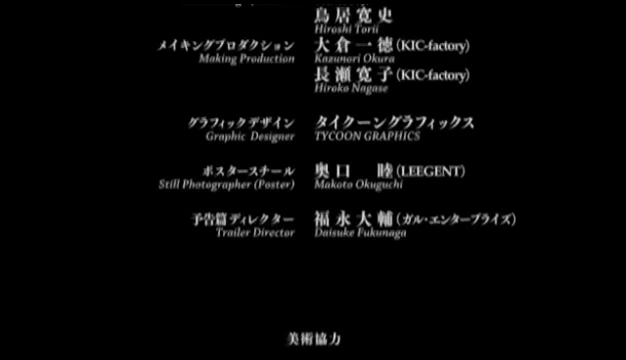 鳥居寛史
Hiroshi Torii
メイキングプロダクション 大倉一徳(KIC-factory)
Making Production Kazunori Okura
長瀬寛子(KIC-factory)
Hiroko Nagase
グラフィックデザイン タイクーングラフィックス
Graphic Designer TYCOON GRAPHICS
ポスタースチール 奥口 睦(LEEGENT)
Still Photographer (Poster) Makoto Okuguchi
予告篇ディレクター 福永大輔(ガル・エンタープライズ)
Trailer Director Daisuke Fukunaga
美術協力